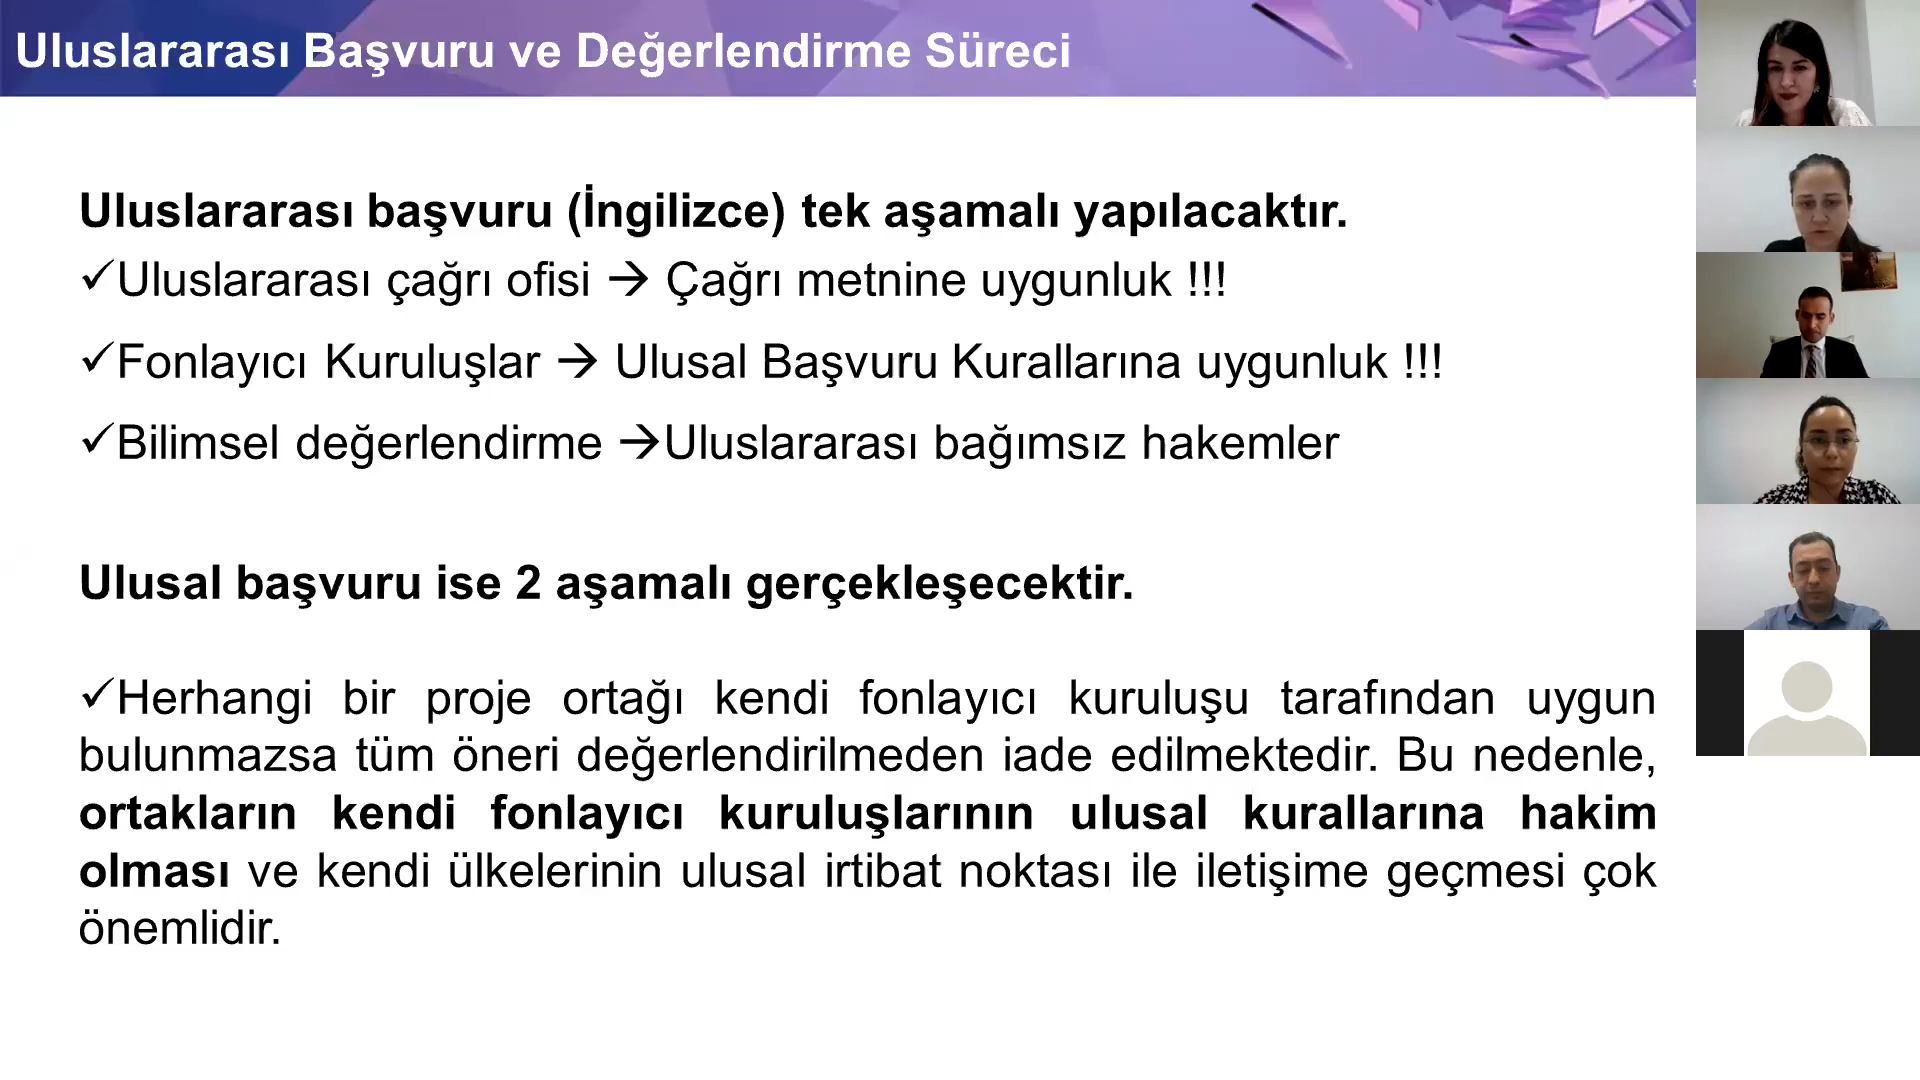 Uluslararası Başvuru ve Değerlendirme Süreci
Uluslararası başvuru (İngilizce) tek aşamalı yapılacaktır.
✓Uluslararası çağrı ofisi → Çağrı metnine uygunluk !!!
✓Fonlayıcı Kuruluşlar → Ulusal Başvuru Kurallarına uygunluk !!!
✓Bilimsel değerlendirme →Uluslararası bağımsız hakemler
Ulusal başvuru ise 2 aşamalı gerçekleşecektir.
✓Herhangi bir proje ortağı kendi fonlayıcı kuruluşu tarafından uygun
bulunmazsa tüm öneri değerlendirilmeden iade edilmektedir. Bu nedenle,
ortakların kendi fonlayıcı kuruluşlarının ulusal kurallarına hakim
olması ve kendi ülkelerinin ulusal irtibat noktası ile iletişime geçmesi çok
önemlidir.